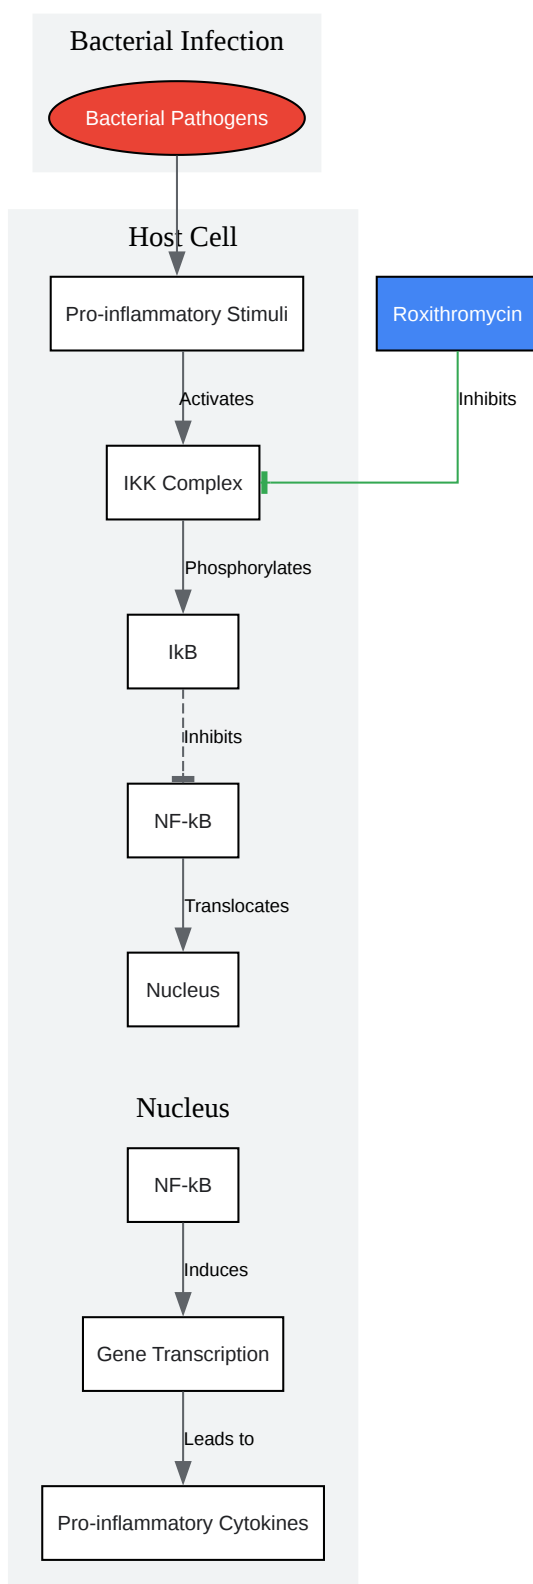 Bacterial Infection
Bacterial Pathogens
Host Cell
Pro-inflammatory Stimuli
Roxithromycin
Activates
Inhibits
IKK Complex
Phosphorylates
IkB
Inhibits
NF-kB
Translocates
Nucleus
Nucleus
NF-kB
Induces
Gene Transcription
Leads to
Pro-inflammatory Cytokines